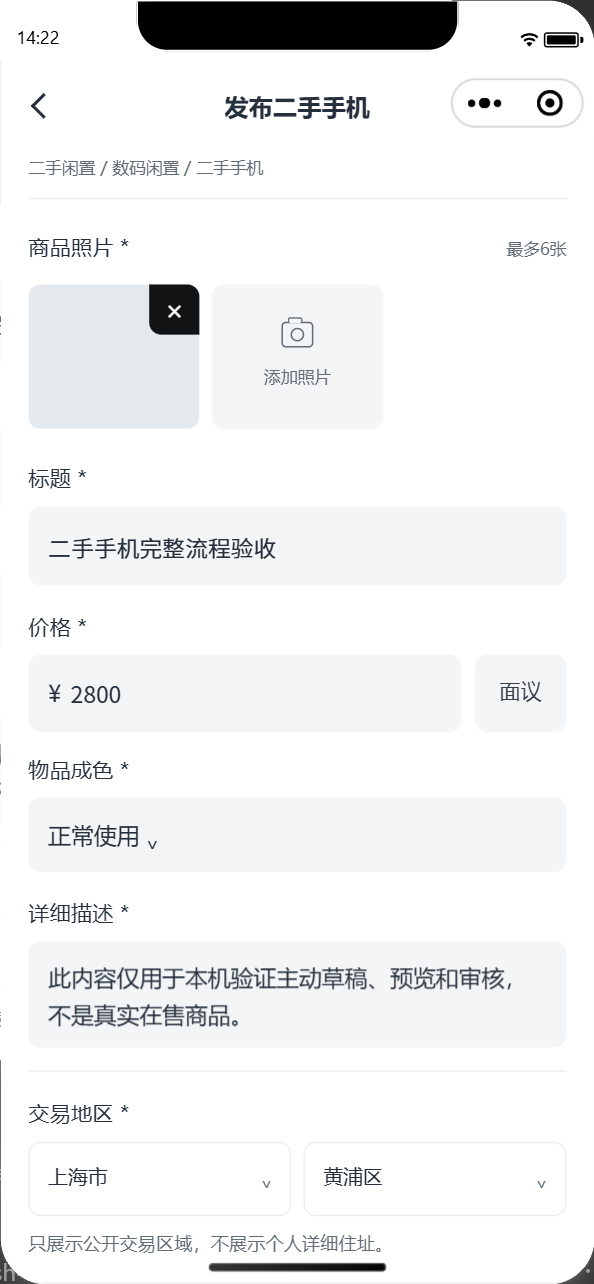 14:22
发布二手手机
二手闲置 / 数码闲置 / 二手手机
商品照片 * 最多6张
添加照片
标题 *
二手手机完整流程验收
价格 *
¥ 2800 面议
物品成色 *
正常使用
详细描述 *
此内容仅用于本机验证主动草稿、预览和审核，
不是真实在售商品。
交易地区 *
上海市 黄浦区
只展示公开交易区域，不展示个人详细住址。